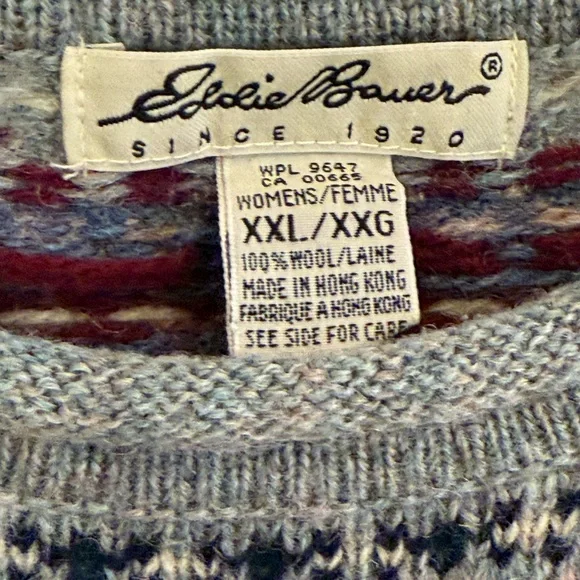 Eddie Bauer®
SINCE 1920
WPL 9647
CA 00665
WOMENS/FEMME
XXL/XXG
100% WOOL/LAINE
MADE IN HONG KONG
FABRIQUE A HONG KONG
SEE SIDE FOR CARE